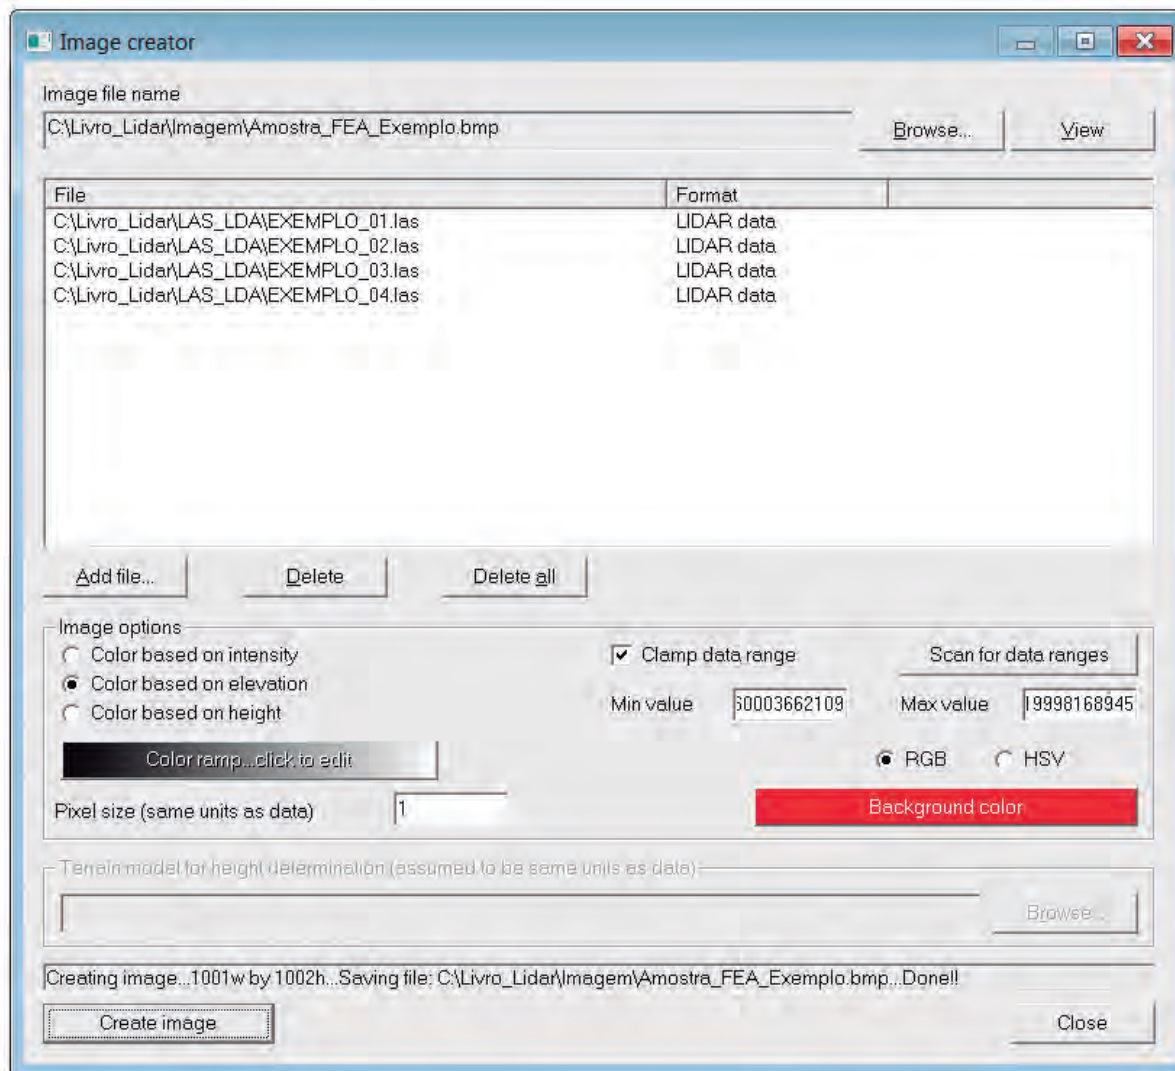 Image creator
Image file name
C:\Livro_Lidar\Imagem\Amostra_FEA_Exemplo.bmp
Browse... View
File Format
C:\Livro_Lidar\LAS_LDA\EXEMPLO_01.las LIDAR data
C:\Livro_Lidar\LAS_LDA\EXEMPLO_02.las LIDAR data
C:\Livro_Lidar\LAS_LDA\EXEMPLO_03.las LIDAR data
C:\Livro_Lidar\LAS_LDA\EXEMPLO_04.las LIDAR data
Add file... Delete Delete all
Image options
Color based on intensity Clamp data range Scan for data ranges
Color based on elevation
Min value 60003662109 Max value 19998168945
Color based on height
Color ramp...click to edit RGB HSV
Pixel size (same units as data) 1 Background color
Terrain model for height determination (assumed to be same units as data)
Browse...
Creating image...1001w by 1002h...Saving file: C:\Livro_Lidar\Imagem\Amostra_FEA_Exemplo.bmp...Done!!
Create image Close